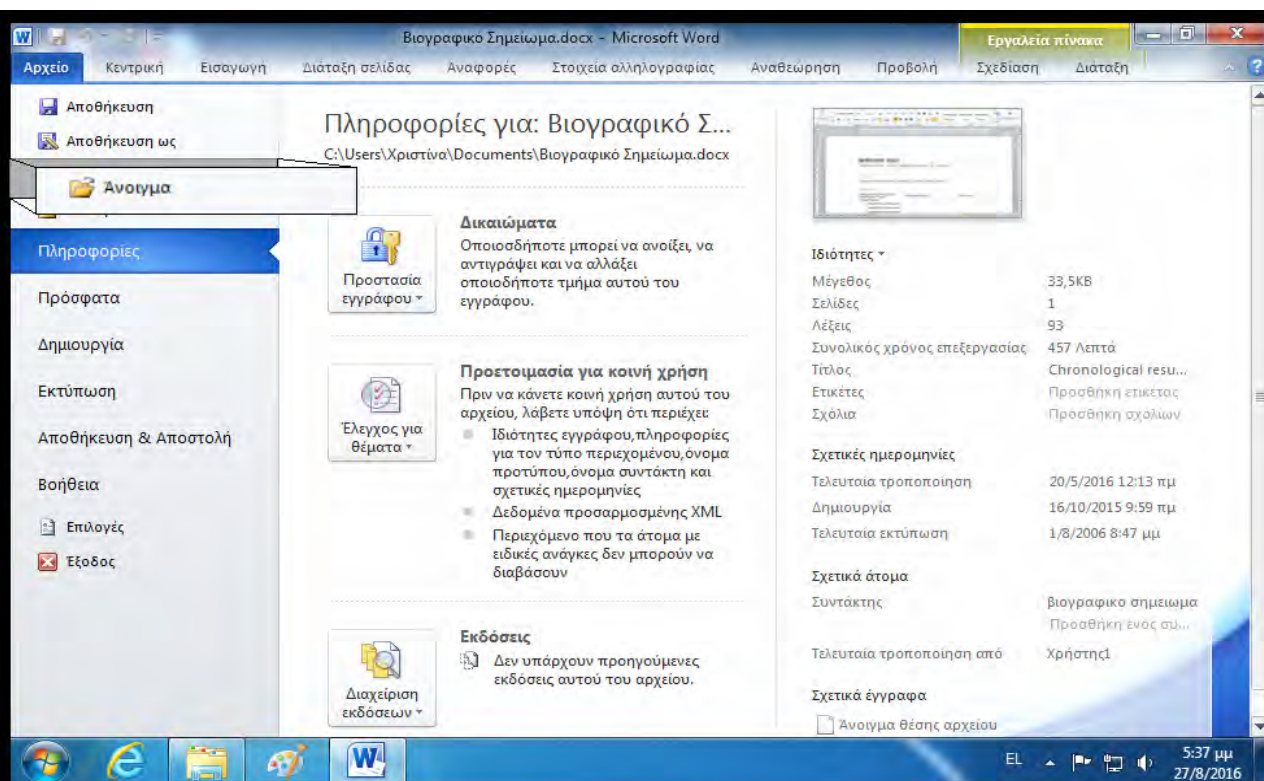 Βιογραφικό Σημείωμα.docx - Microsoft Word
Εργαλεία πίνακα
Αρχείο Κεντρική Εισαγωγή Διάταξη σελίδας Αναφορές Στοιχεία αλληλογραφίας Αναθεώρηση Προβολή Σχεδίαση Διάταξη
Αποθήκευση
Αποθήκευση ως
Άνοιγμα
Πληροφορίες
Πρόσφατα
Δημιουργία
Εκτύπωση
Αποθήκευση & Αποστολή
Βοήθεια
Επιλογές
Έξοδος
Πληροφορίες για: Βιογραφικό Σ...
C:\Users\Χριστίνα\Documents\Βιογραφικό Σημείωμα.docx
Προστασία
εγγράφου
Δικαιώματα
Οποιοσδήποτε μπορεί να ανοίξει, να
αντιγράψει και να αλλάξει
οποιοδήποτε τμήμα αυτού του
εγγράφου.
Έλεγχος για
θέματα
Προετοιμασία για κοινή χρήση
Πριν να κάνετε κοινή χρήση αυτού του
αρχείου, λάβετε υπόψη ότι περιέχει:
Ιδιότητες εγγράφου,πληροφορίες
για τον τύπο περιεχομένου,όνομα
προτύπου,όνομα συντάκτη και
σχετικές ημερομηνίες
Δεδομένα προσαρμοσμένης XML
Περιεχόμενο που τα άτομα με
ειδικές ανάγκες δεν μπορούν να
διαβάσουν
Διαχείριση
εκδόσεων
Εκδόσεις
Δεν υπάρχουν προηγούμενες
εκδόσεις αυτού του αρχείου.
Ιδιότητες
Μέγεθος 33,5KB
Σελίδες 1
Λέξεις 93
Συνολικός χρόνος επεξεργασίας 457 Λεπτά
Τίτλος Chronological resu...
Ετικέτες Προσθήκη ετικέτας
Σχόλια Προσθήκη σχολίων
Σχετικές ημερομηνίες
Τελευταία τροποποίηση 20/5/2016 12:13 πμ
Δημιουργία 16/10/2015 9:59 πμ
Τελευταία εκτύπωση 1/8/2006 8:47 μμ
Σχετικά άτομα
Συντάκτης βιογραφικο σημειωμα
Προσθήκη ενός συ...
Τελευταία τροποποίηση από Χρήστης1
Σχετικά έγγραφα
Άνοιγμα θέσης αρχείου
EL
5:37 μμ
27/8/2016